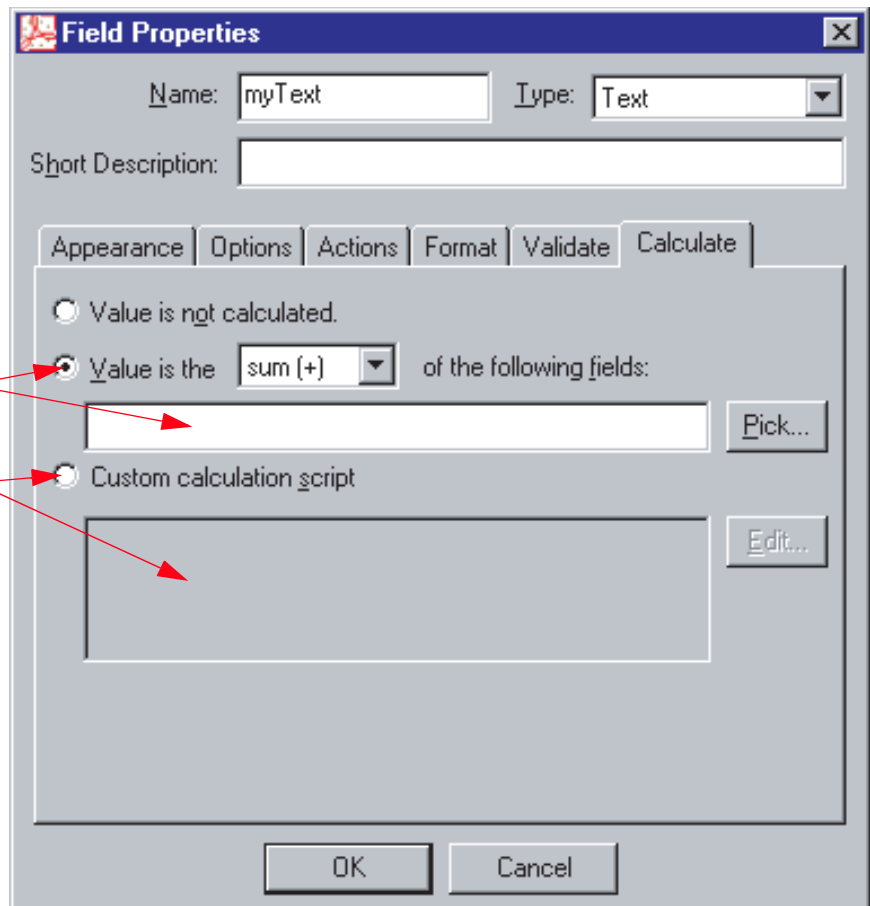 Field Properties
Name: myText Type: Text
Short Description:
Appearance Options Actions Format Validate Calculate
Value is not calculated.
Value is the sum (+) of the following fields:
Pick...
Custom calculation script
Edit...
OK Cancel